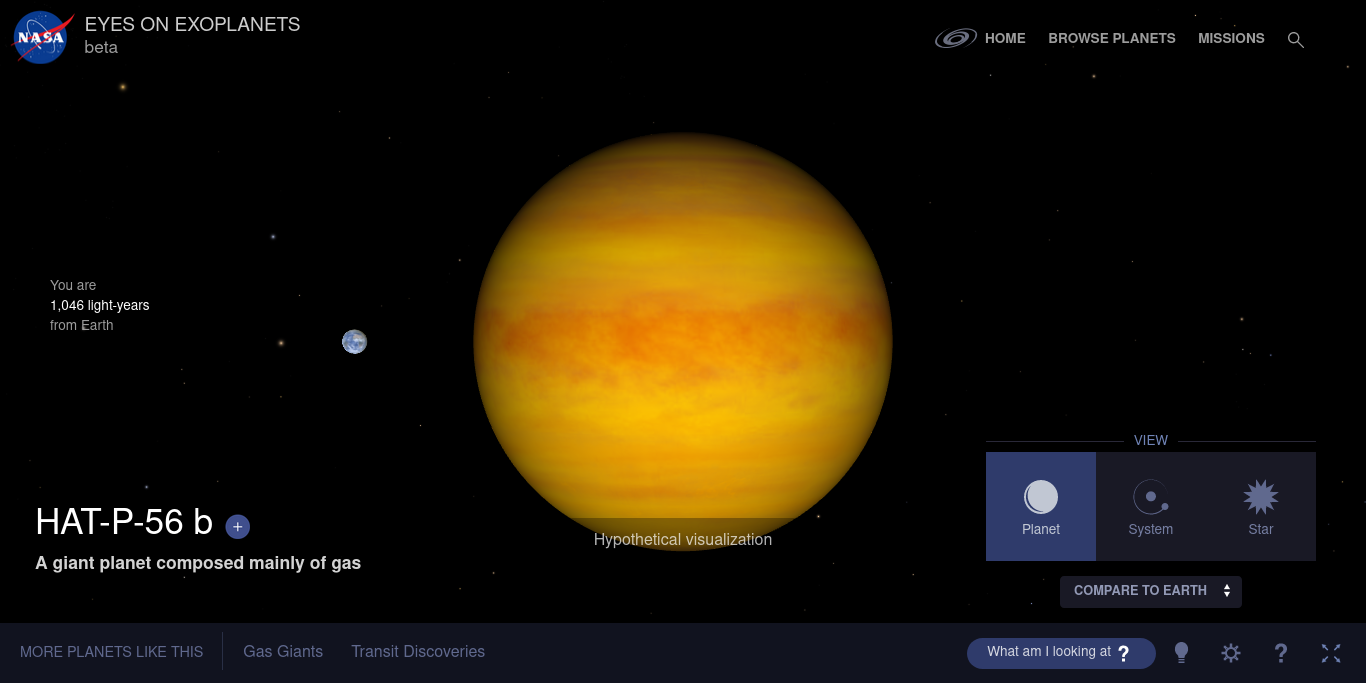 NASA
EYES ON EXOPLANETS
beta
HOME
BROWSE PLANETS
MISSIONS
You are
1,046 light-years
from Earth
HAT-P-56 b +
A giant planet composed mainly of gas
Hypothetical visualization
VIEW
Planet
System
Star
COMPARE TO EARTH
MORE PLANETS LIKE THIS
Gas Giants
Transit Discoveries
What am I looking at ?
?